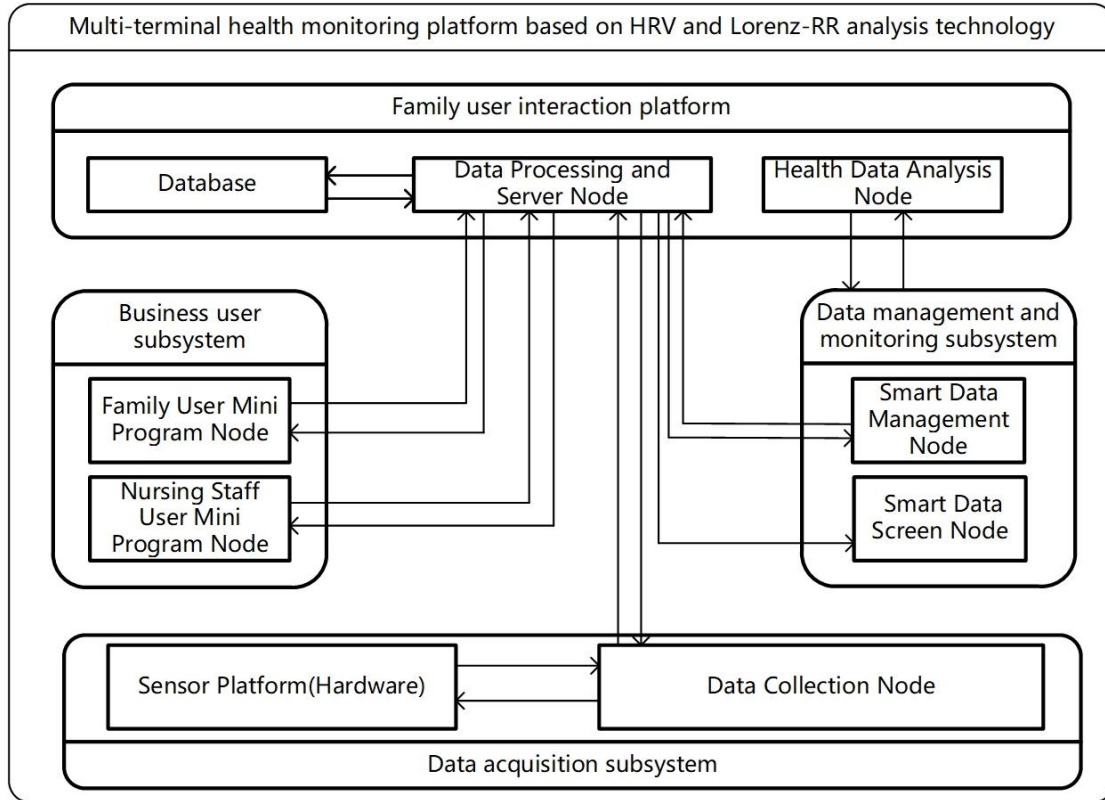 Multi-terminal health monitoring platform based on HRV and Lorenz-RR analysis technology
Family user interaction platform
Database
Data Processing and
Server Node
Health Data Analysis
Node
Business user
subsystem
Family User Mini
Program Node
Nursing Staff
User Mini
Program Node
Data management and
monitoring subsystem
Smart Data
Management
Node
Smart Data
Screen Node
Sensor Platform(Hardware)
Data Collection Node
Data acquisition subsystem